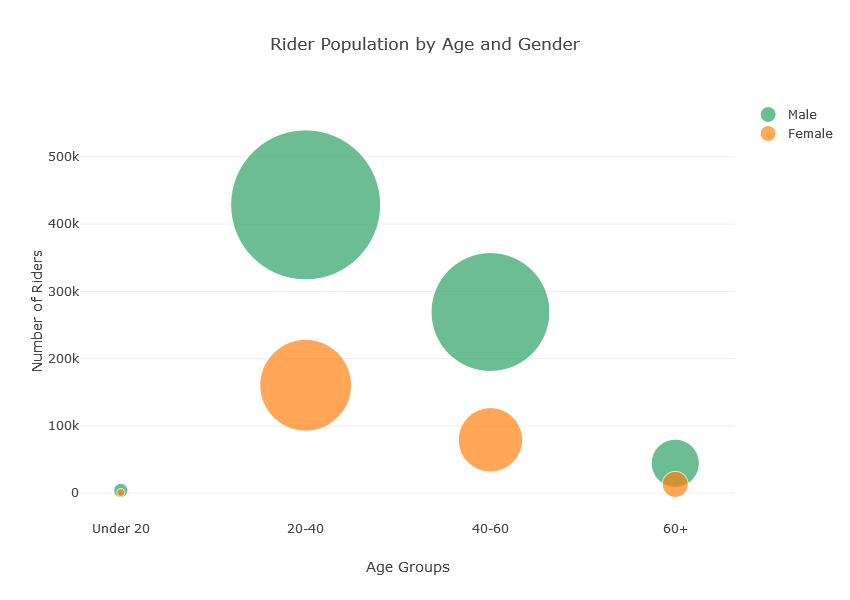 Rider Population by Age and Gender
Male
Female
500k
400k
300k
200k
100k
0
Number of Riders
Under 20
20-40
40-60
60+
Age Groups